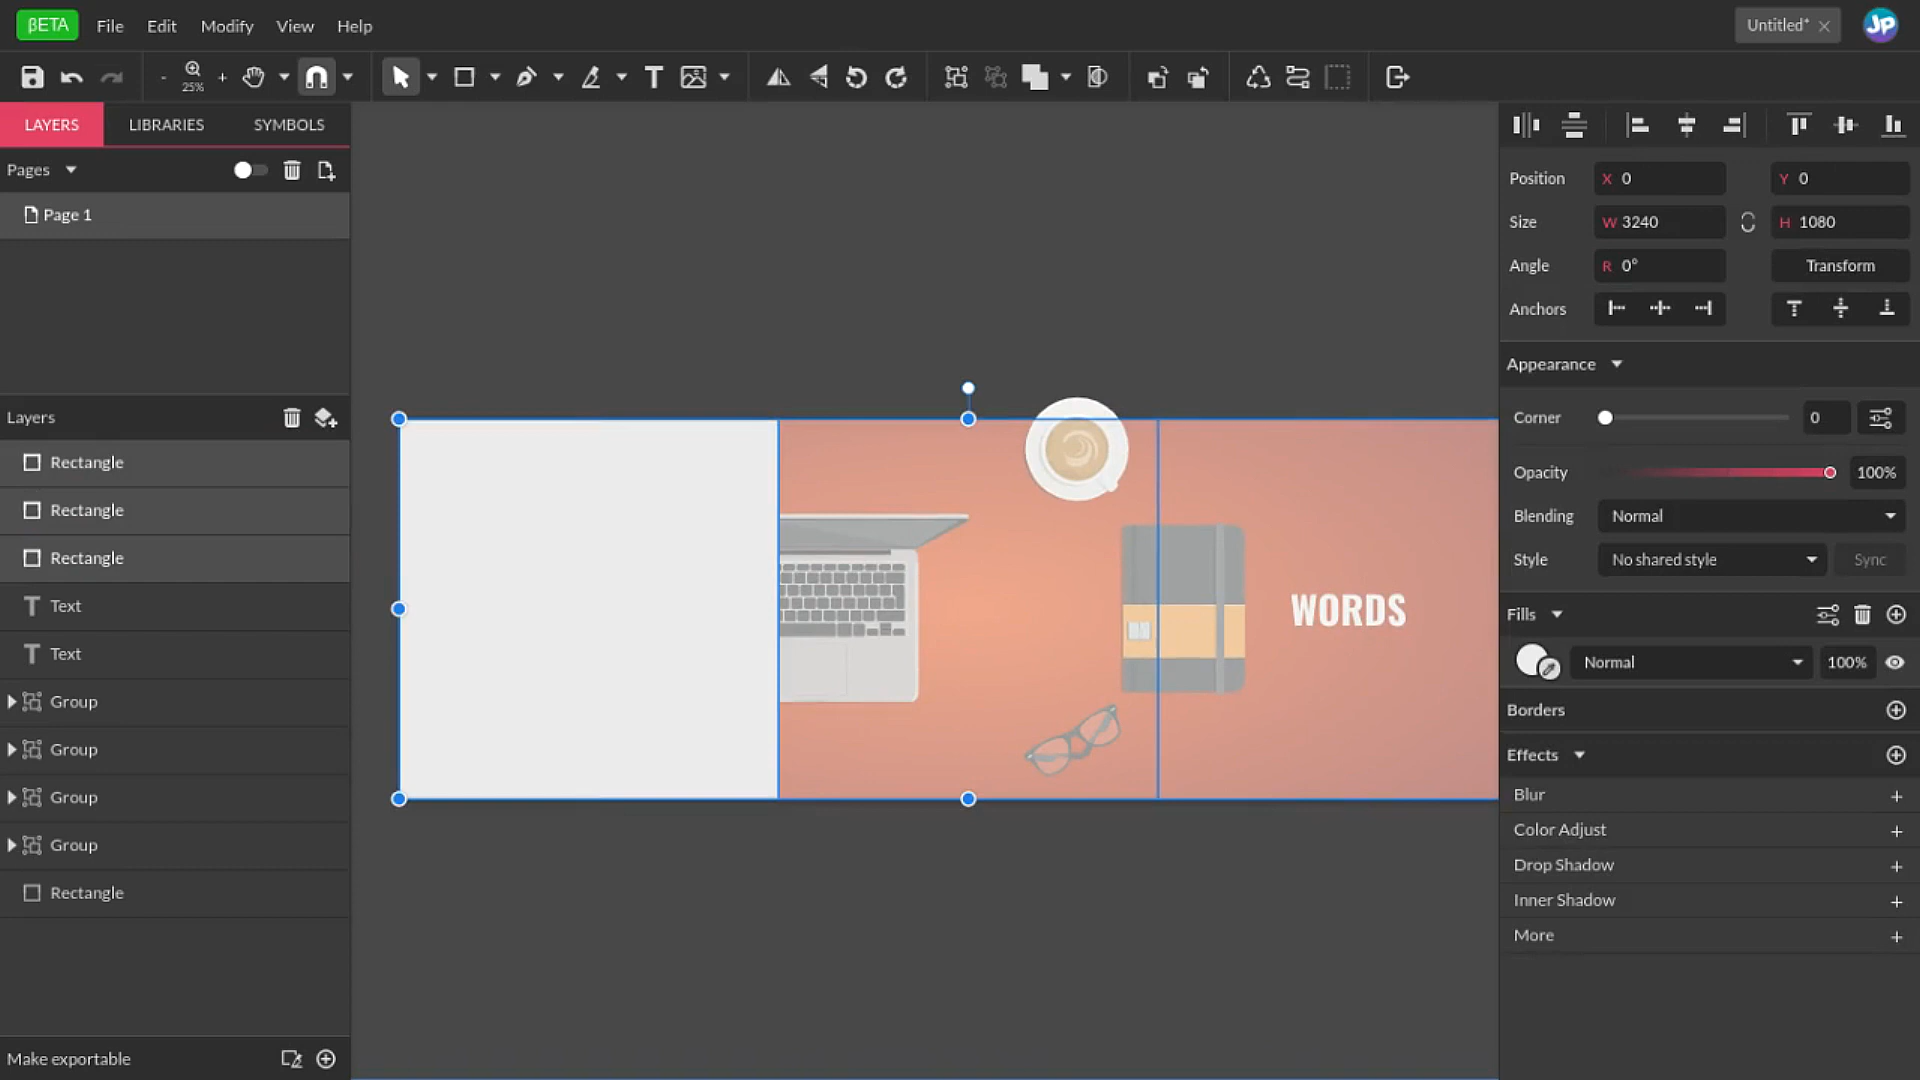 βETA File Edit Modify View Help Untitled* JP
25%
LAYERS LIBRARIES SYMBOLS
Pages
Page 1
Layers
Rectangle
Rectangle
Rectangle
Text
Text
Group
Group
Group
Group
Rectangle
Make exportable
WORDS
Position X 0 Y 0
Size W 3240 H 1080
Angle R 0° Transform
Anchors
Appearance
Corner 0
Opacity 100%
Blending Normal
Style No shared style Sync
Fills
Normal 100%
Borders
Effects
Blur
Color Adjust
Drop Shadow
Inner Shadow
More